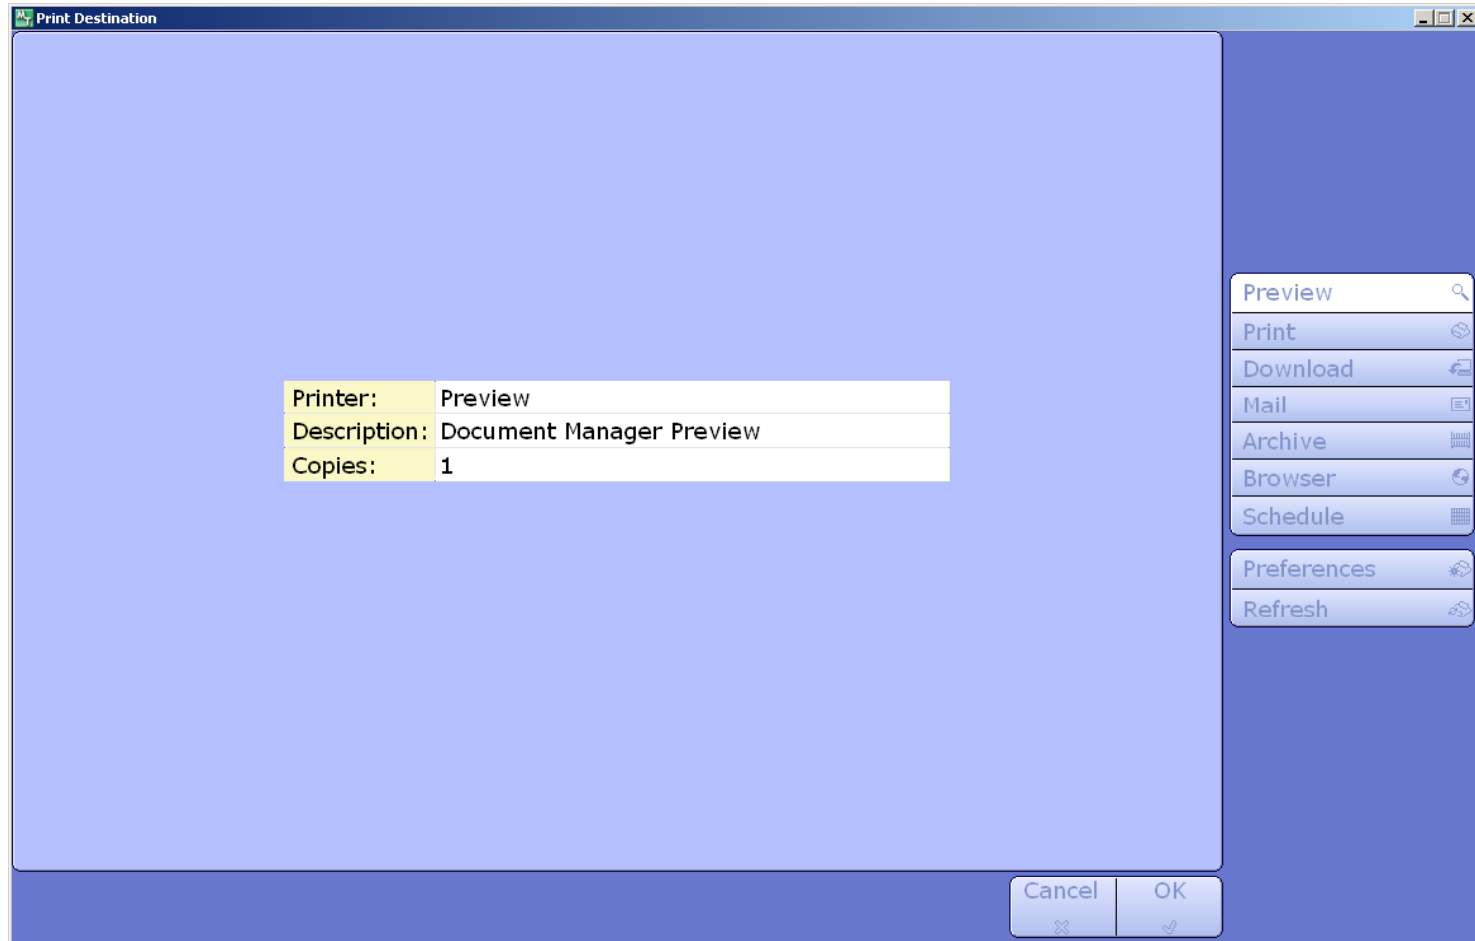 Print Destination
Preview
Print
Download
Printer: Preview
Mail
Description: Document Manager Preview
Archive
Copies: 1
Browser
Schedule
Preferences
Refresh
Cancel OK